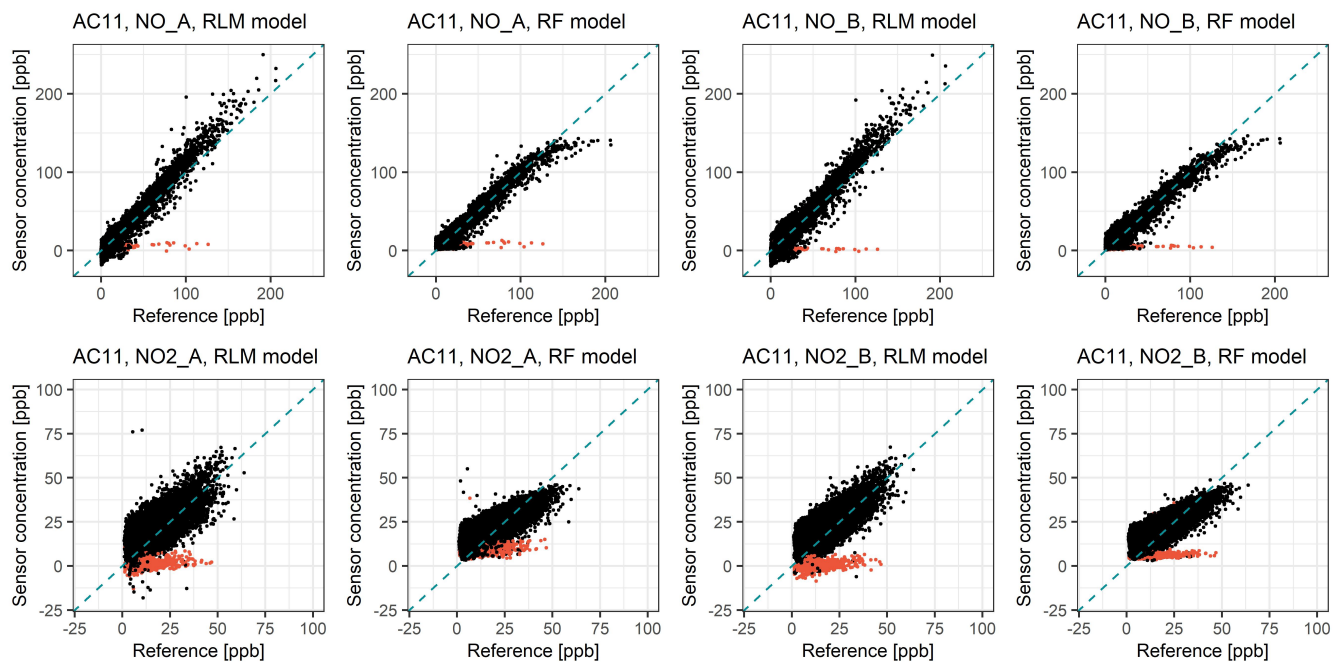 AC11, NO_A, RLM model
AC11, NO_A, RF model
AC11, NO_B, RLM model
AC11, NO_B, RF model
Sensor concentration [ppb]
200
100
0
0 100 200
Reference [ppb]
Sensor concentration [ppb]
200
100
0
0 100 200
Reference [ppb]
Sensor concentration [ppb]
200
100
0
0 100 200
Reference [ppb]
Sensor concentration [ppb]
200
100
0
0 100 200
Reference [ppb]
AC11, NO2_A, RLM model
AC11, NO2_A, RF model
AC11, NO2_B, RLM model
AC11, NO2_B, RF model
Sensor concentration [ppb]
100
75
50
25
0
-25
-25 0 25 50 75 100
Reference [ppb]
Sensor concentration [ppb]
100
75
50
25
0
-25
-25 0 25 50 75 100
Reference [ppb]
Sensor concentration [ppb]
100
75
50
25
0
-25
-25 0 25 50 75 100
Reference [ppb]
Sensor concentration [ppb]
100
75
50
25
0
-25
-25 0 25 50 75 100
Reference [ppb]